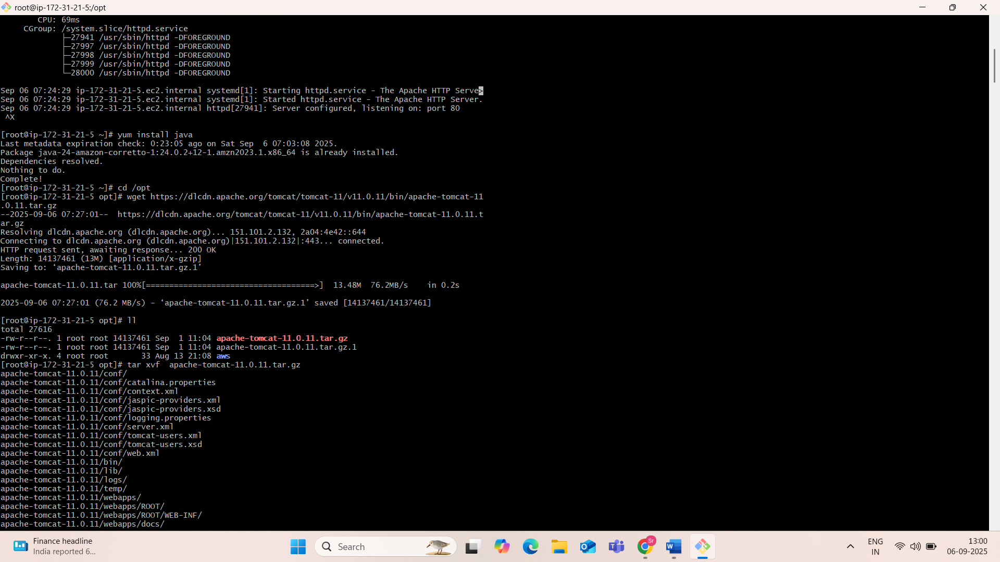 root@ip-172-31-21-5:/opt
CPU: 69ms
CGroup: /system.slice/httpd.service
├─27941 /usr/sbin/httpd -DFOREGROUND
├─27997 /usr/sbin/httpd -DFOREGROUND
├─27998 /usr/sbin/httpd -DFOREGROUND
├─27999 /usr/sbin/httpd -DFOREGROUND
└─28000 /usr/sbin/httpd -DFOREGROUND
Sep 06 07:24:29 ip-172-31-21-5.ec2.internal systemd[1]: Starting httpd.service - The Apache HTTP Serve>
Sep 06 07:24:29 ip-172-31-21-5.ec2.internal systemd[1]: Started httpd.service - The Apache HTTP Server.
Sep 06 07:24:29 ip-172-31-21-5.ec2.internal httpd[27941]: Server configured, listening on: port 80
^X
[root@ip-172-31-21-5 ~]# yum install java
Last metadata expiration check: 0:23:05 ago on Sat Sep  6 07:03:08 2025.
Package java-24-amazon-corretto-1:24.0.2+12-1.amzn2023.1.x86_64 is already installed.
Dependencies resolved.
Nothing to do.
Complete!
[root@ip-172-31-21-5 ~]# cd /opt
[root@ip-172-31-21-5 opt]# wget https://dlcdn.apache.org/tomcat/tomcat-11/v11.0.11/bin/apache-tomcat-11
.0.11.tar.gz
--2025-09-06 07:27:01--  https://dlcdn.apache.org/tomcat/tomcat-11/v11.0.11/bin/apache-tomcat-11.0.11.t
ar.gz
Resolving dlcdn.apache.org (dlcdn.apache.org)... 151.101.2.132, 2a04:4e42::644
Connecting to dlcdn.apache.org (dlcdn.apache.org)|151.101.2.132|:443... connected.
HTTP request sent, awaiting response... 200 OK
Length: 14137461 (13M) [application/x-gzip]
Saving to: ‘apache-tomcat-11.0.11.tar.gz.1’
apache-tomcat-11.0.11.tar 100%[====================================>]  13.48M  76.2MB/s    in 0.2s
2025-09-06 07:27:01 (76.2 MB/s) - ‘apache-tomcat-11.0.11.tar.gz.1’ saved [14137461/14137461]
[root@ip-172-31-21-5 opt]# ll
total 27616
-rw-r--r--. 1 root root 14137461 Sep  1 11:04 apache-tomcat-11.0.11.tar.gz
-rw-r--r--. 1 root root 14137461 Sep  1 11:04 apache-tomcat-11.0.11.tar.gz.1
drwxr-xr-x. 4 root root       33 Aug 13 21:08 aws
[root@ip-172-31-21-5 opt]# tar xvf  apache-tomcat-11.0.11.tar.gz
apache-tomcat-11.0.11/conf/
apache-tomcat-11.0.11/conf/catalina.properties
apache-tomcat-11.0.11/conf/context.xml
apache-tomcat-11.0.11/conf/jaspic-providers.xml
apache-tomcat-11.0.11/conf/jaspic-providers.xsd
apache-tomcat-11.0.11/conf/logging.properties
apache-tomcat-11.0.11/conf/server.xml
apache-tomcat-11.0.11/conf/tomcat-users.xml
apache-tomcat-11.0.11/conf/tomcat-users.xsd
apache-tomcat-11.0.11/conf/web.xml
apache-tomcat-11.0.11/bin/
apache-tomcat-11.0.11/lib/
apache-tomcat-11.0.11/logs/
apache-tomcat-11.0.11/temp/
apache-tomcat-11.0.11/webapps/
apache-tomcat-11.0.11/webapps/ROOT/
apache-tomcat-11.0.11/webapps/ROOT/WEB-INF/
apache-tomcat-11.0.11/webapps/docs/
Finance headline
India reported 6...
Search
Sr
ENG
IN
13:00
06-09-2025